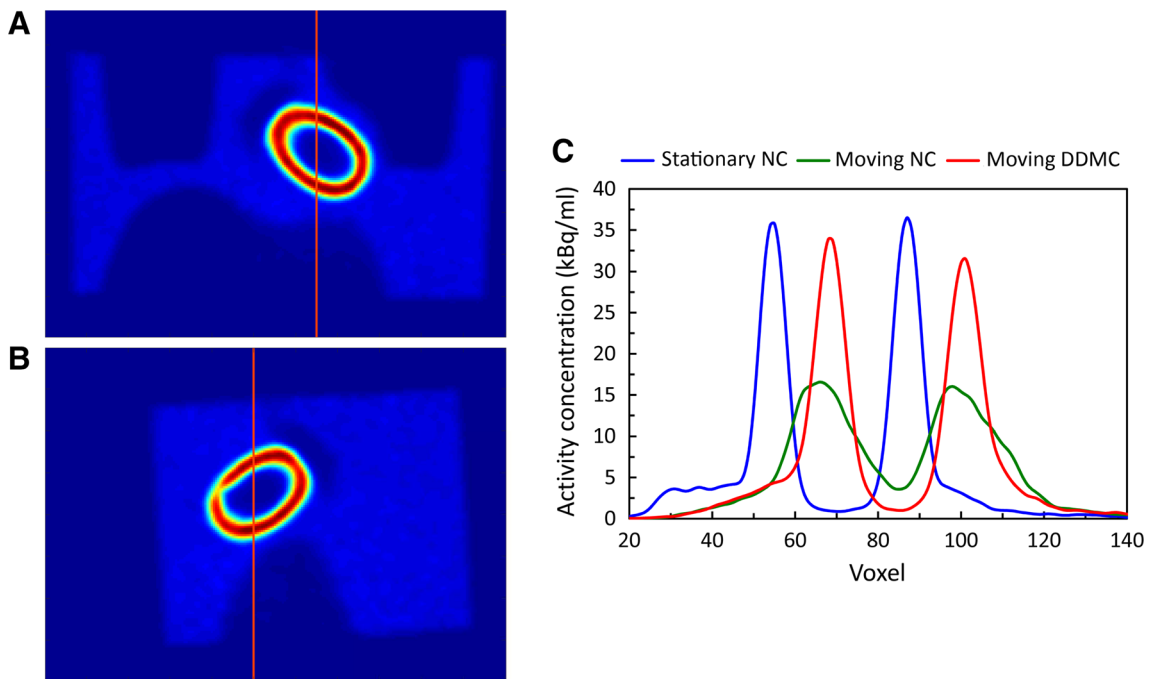 A
B
C
Stationary NC Moving NC Moving DDMC
Activity concentration (kBq/ml)
40
35
30
25
20
15
10
5
0
20 40 60 80 100 120 140
Voxel